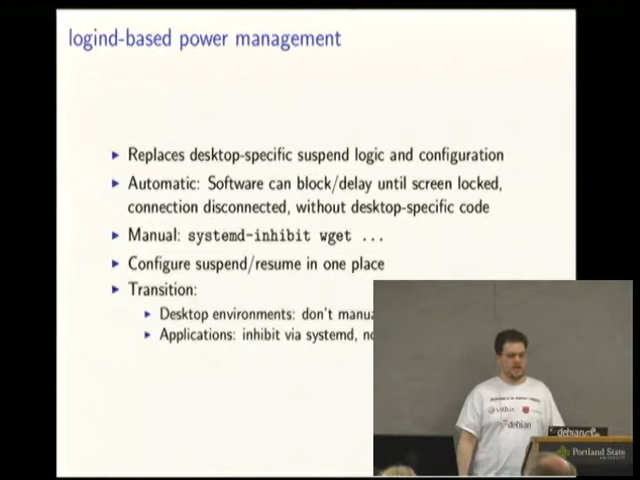 logind-based power management
Replaces desktop-specific suspend logic and configuration
Automatic: Software can block/delay until screen locked,
connection disconnected, without desktop-specific code
Manual: systemd-inhibit wget ...
Configure suspend/resume in one place
Transition:
Desktop environments: don't manua
Applications: inhibit via systemd, no
debian
debian
Portland State